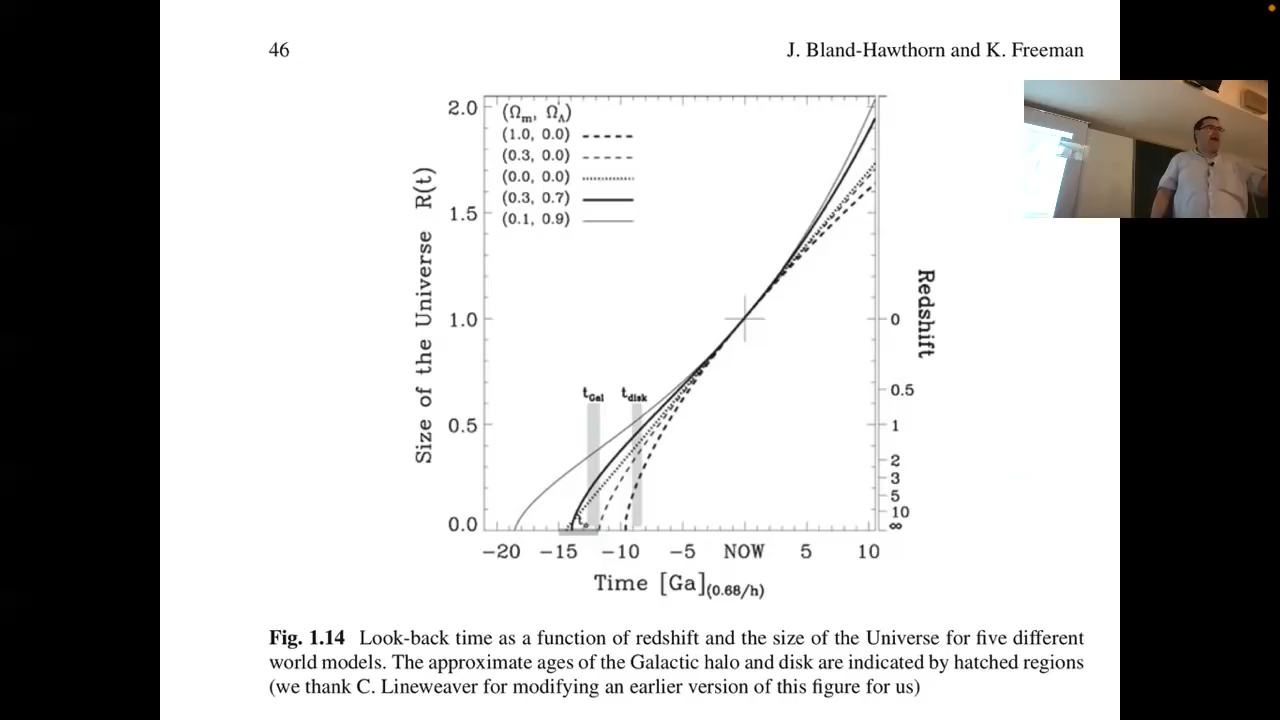 46
J. Bland-Hawthorn and K. Freeman
(Ωm, ΩΛ)
(1.0, 0.0)
(0.3, 0.0)
(0.0, 0.0)
(0.3, 0.7)
(0.1, 0.9)
Size of the Universe R(t)
2.0
1.5
1.0
0.5
0.0
tGal
tdisk
to
Redshift
0
0.5
1
2
3
5
10
∞
-20 -15 -10 -5 NOW 5 10
Time [Ga](0.68/h)
Fig. 1.14 Look-back time as a function of redshift and the size of the Universe for five different
world models. The approximate ages of the Galactic halo and disk are indicated by hatched regions
(we thank C. Lineweaver for modifying an earlier version of this figure for us)